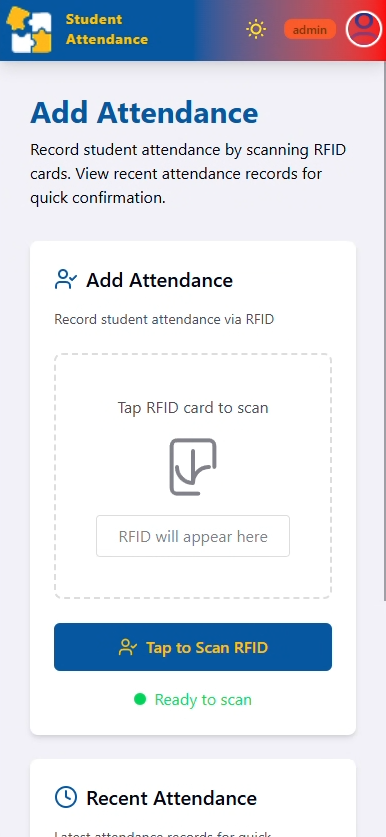 Student
Attendance
admin
Add Attendance
Record student attendance by scanning RFID
cards. View recent attendance records for
quick confirmation.
Add Attendance
Record student attendance via RFID
Tap RFID card to scan
RFID will appear here
Tap to Scan RFID
Ready to scan
Recent Attendance
Latest attendance records for quick